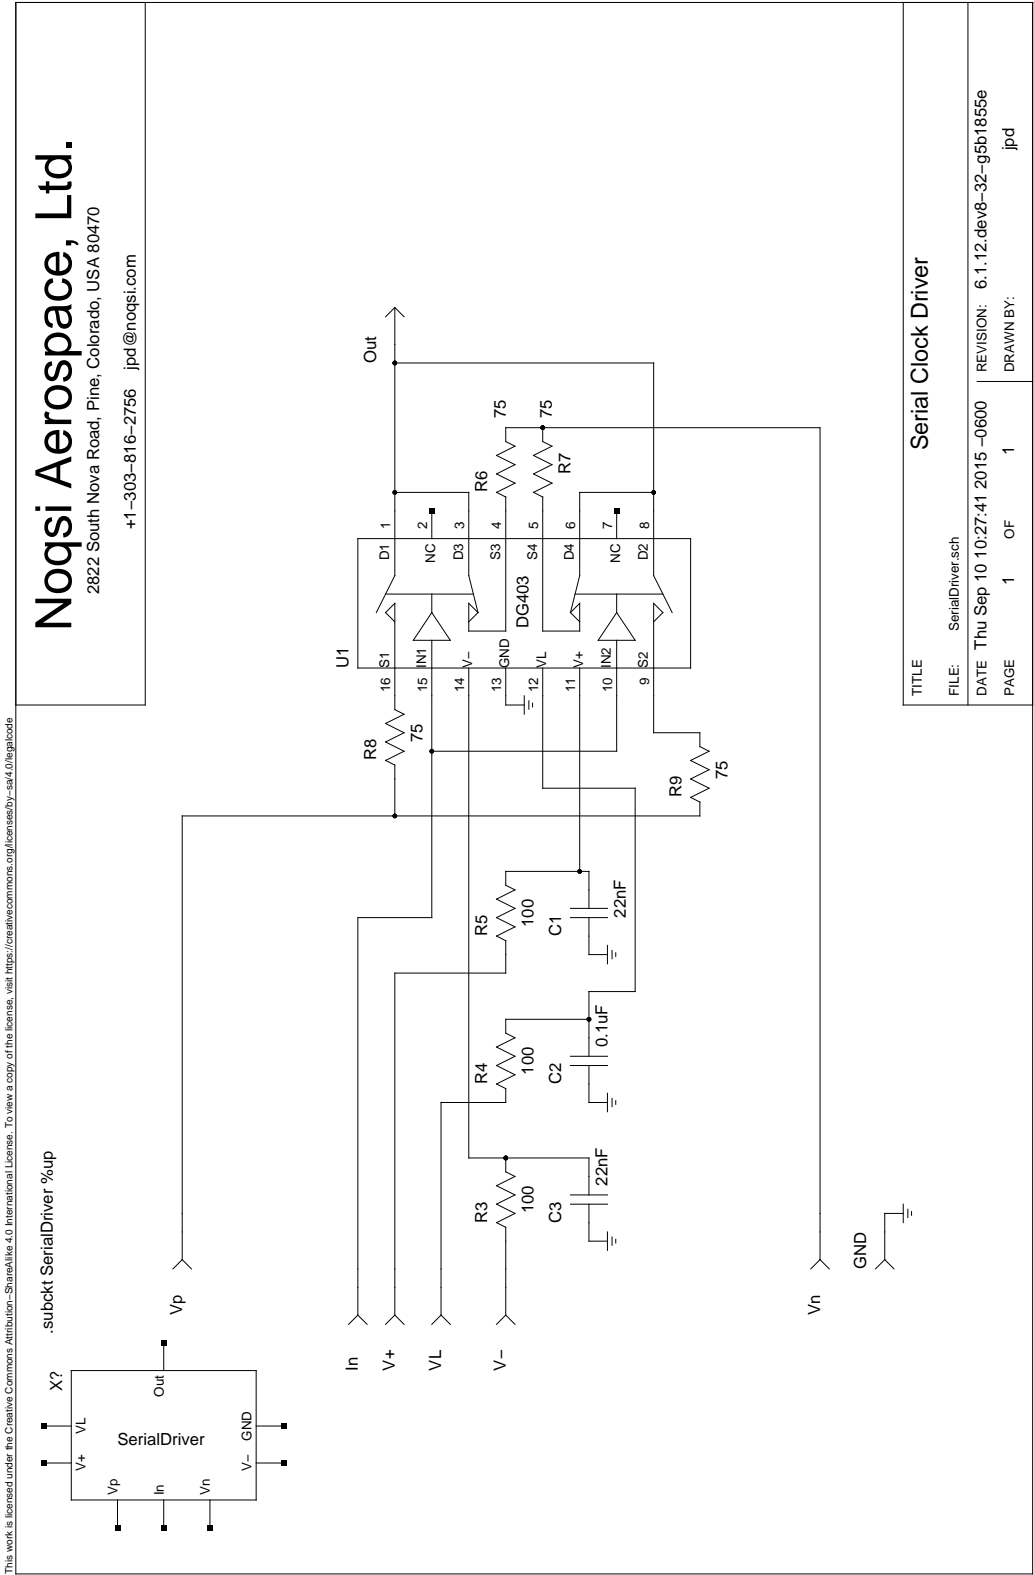 This work is licensed under the Creative Commons Attribution−ShareAlike 4.0 International License. To view a copy of the license, visit https://creativecommons.org/licenses/by−sa/4.0/legalcode
Noqsi Aerospace, Ltd.
2822 South Nova Road, Pine, Colorado, USA 80470
+1−303−816−2756 jpd@noqsi.com
.subckt SerialDriver %up
X?
V+
VL
Vp
In
Vn
Out
SerialDriver
V−
GND
Vp
In
V+
VL
V−
Vn
GND
R3
100
C3
22nF
R4
100
C2
0.1uF
R5
100
C1
22nF
R8
75
R9
75
U1
DG403
16
S1
15
IN1
14
V−
13
GND
12
VL
11
V+
10
IN2
9
S2
D1
1
NC
2
D3
3
S3
4
S4
5
D4
6
NC
7
D2
8
R6
75
R7
75
Out
TITLE
Serial Clock Driver
FILE: SerialDriver.sch
DATE Thu Sep 10 10:27:41 2015 −0600
REVISION: 6.1.12.dev8−32−g5b1855e
PAGE 1 OF 1
DRAWN BY: jpd